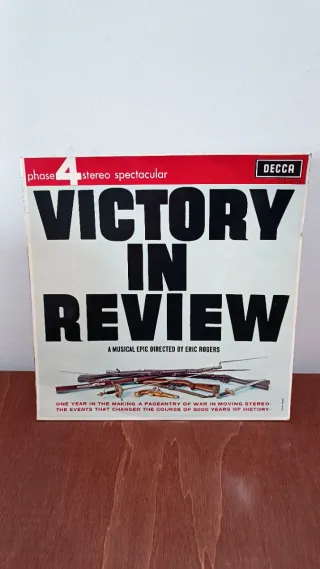 phase 4 stereo spectacular
DECCA
VICTORY
IN
REVIEW
A MUSICAL EPIC DIRECTED BY ERIC ROGERS
ONE YEAR IN THE MAKING·A PAGEANTRY OF WAR IN MOVING STEREO·
THE EVENTS THAT CHANGED THE COURSE OF 5000 YEARS OF HISTORY·